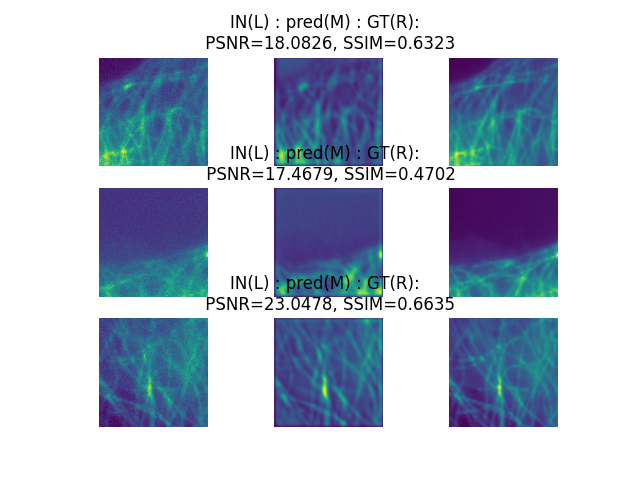 IN(L) : pred(M) : GT(R):
PSNR=18.0826, SSIM=0.6323
IN(L) : pred(M) : GT(R):
PSNR=17.4679, SSIM=0.4702
IN(L) : pred(M) : GT(R):
PSNR=23.0478, SSIM=0.6635